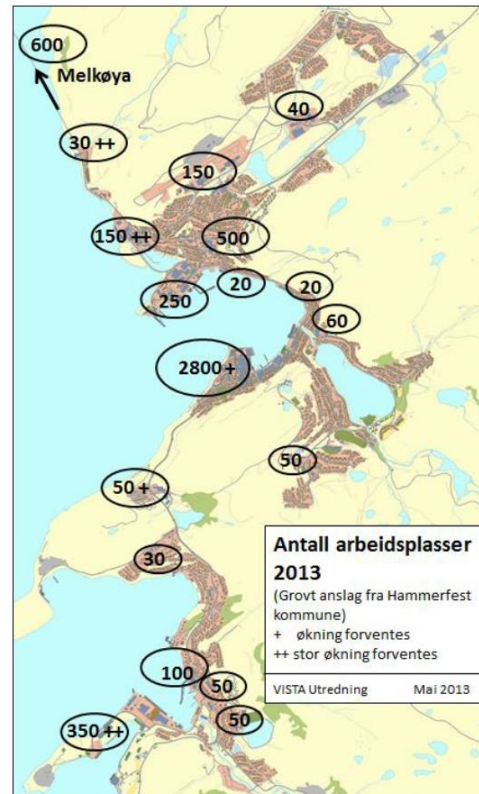 600
Melkøya
40
30 ++
150
150 ++
500
20
20
250
60
2800 +
50
50 +
30
Antall arbeidsplasser
2013
(Grovt anslag fra Hammerfest
kommune)
+ økning forventes
++ stor økning forventes
VISTA Utredning Mai 2013
100
50
50
350 ++